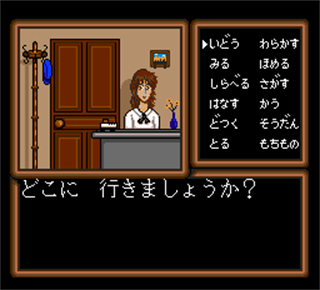 いどう わらかす
みる ほめる
しらべる さがす
はなす かう
どつく そうだん
とる もちもの
どこに 行きましょうか?